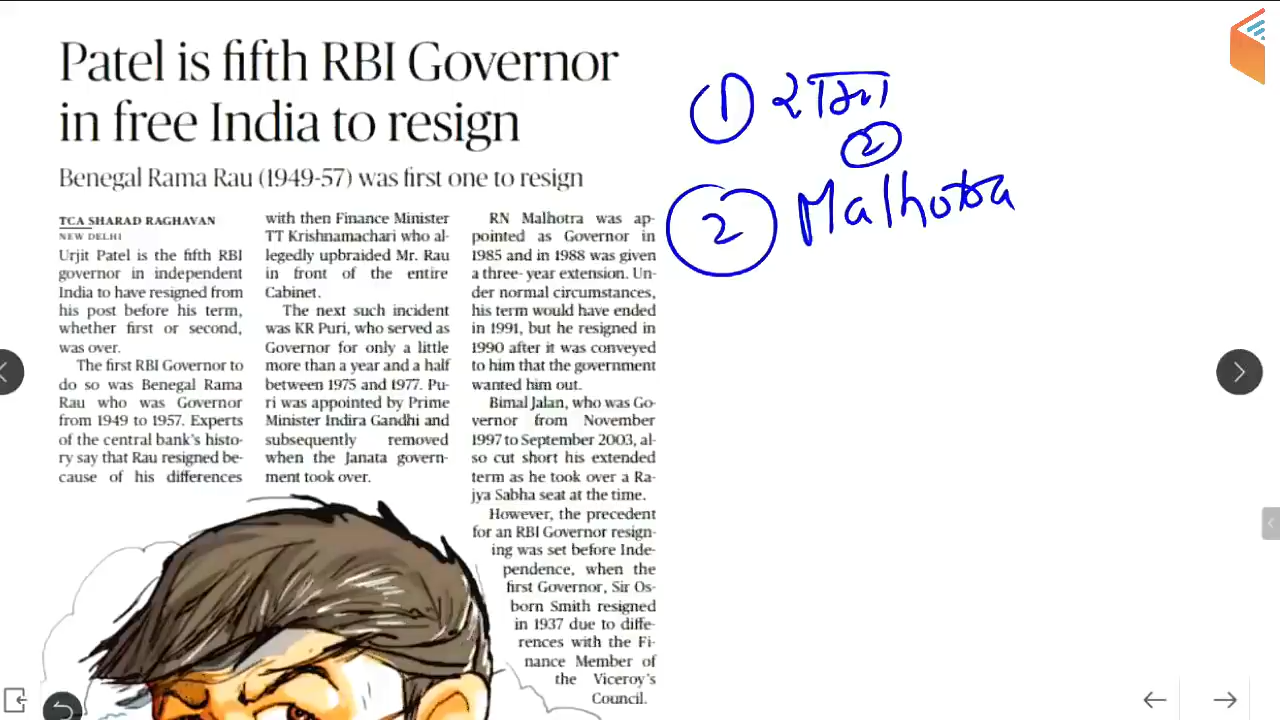 Patel is fifth RBI Governor
in free India to resign
Benegal Rama Rau (1949-57) was first one to resign
TCA SHARAD RAGHAVAN
NEW DELHI
Urjit Patel is the fifth RBI
governor in independent
India to have resigned from
his post before his term,
whether first or second,
was over.
The first RBI Governor to
do so was Benegal Rama
Rau who was Governor
from 1949 to 1957. Experts
of the central bank's histo-
ry say that Rau resigned be-
cause of his differences
with then Finance Minister
TT Krishnamachari who al-
legedly upbraided Mr. Rau
in front of the entire
Cabinet.
The next such incident
was KR Puri, who served as
Governor for only a little
more than a year and a half
between 1975 and 1977. Pu-
ri was appointed by Prime
Minister Indira Gandhi and
subsequently removed
when the Janata govern-
ment took over.
RN Malhotra was ap-
pointed as Governor in
1985 and in 1988 was given
a three- year extension. Un-
der normal circumstances,
his term would have ended
in 1991, but he resigned in
1990 after it was conveyed
to him that the government
wanted him out.
Bimal Jalan, who was Go-
vernor from November
1997 to September 2003, al-
so cut short his extended
term as he took over a Ra-
jya Sabha seat at the time.
However, the precedent
for an RBI Governor resign-
ing was set before Inde-
pendence, when the
first Governor, Sir Os-
born Smith resigned
in 1937 due to diffe-
rences with the Fi-
nance Member of
the Viceroy's
Council.
1
2
2 Malhotra